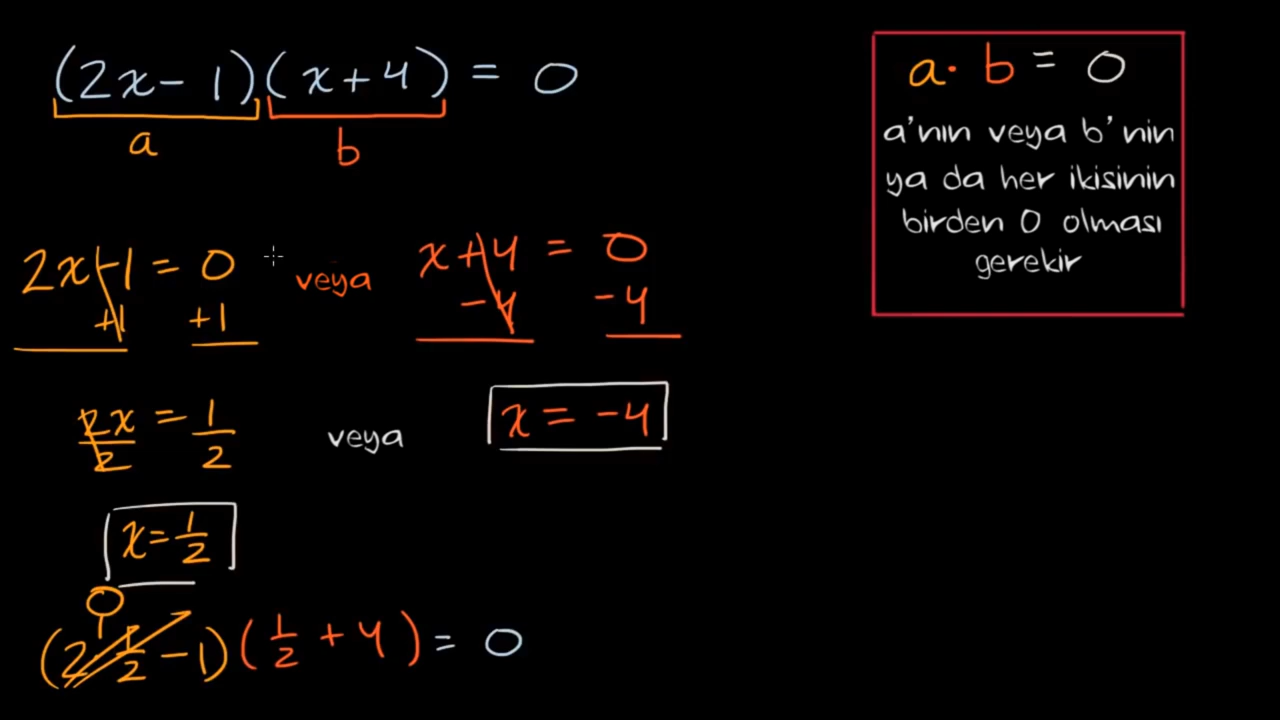 (2x - 1)(x + 4) = 0
a b
a · b = 0
a'nın veya b'nin
ya da her ikisinin
birden 0 olması
gerekir
2x - 1 = 0 veya x + 4 = 0
+1 +1 -4 -4
2x/2 = 1/2 veya x = -4
x = 1/2
0
(2 · 1/2 - 1)(1/2 + 4) = 0